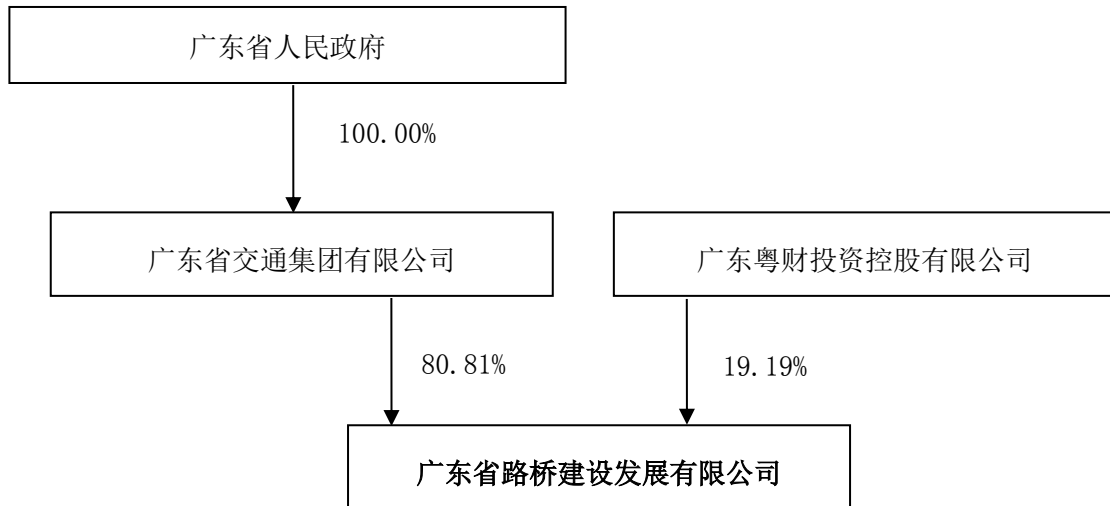 广东省人民政府
100.00%
广东省交通集团有限公司
广东粤财投资控股有限公司
80.81%
19.19%
广东省路桥建设发展有限公司